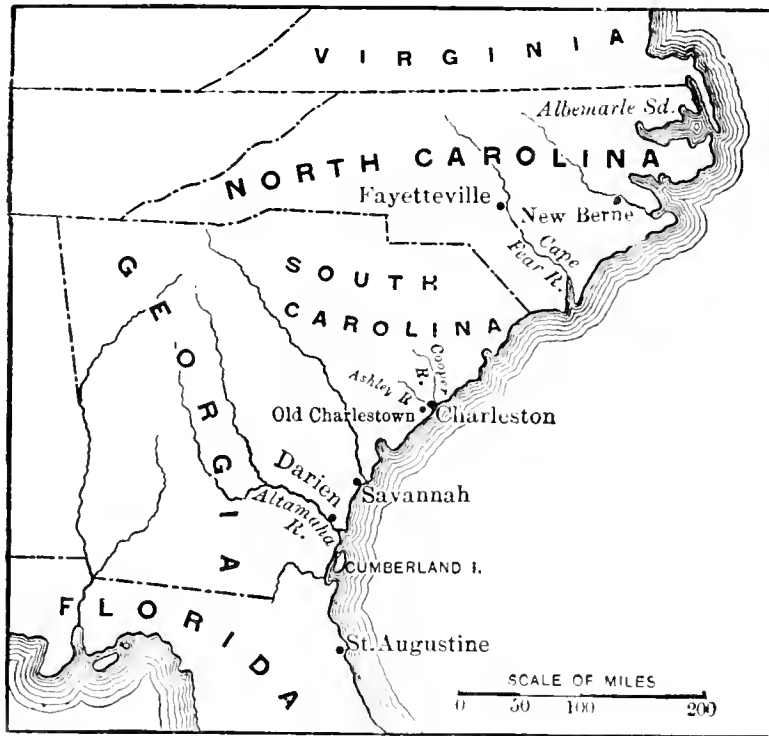 VIRGINIA
Albemarle Sd.
NORTH CAROLINA
Fayetteville
New Berne
Cape
Fear R.
GEORGIA
SOUTH
CAROLINA
Cooper
R.
Ashley R
Old Charlestown
Charleston
Darien
Savannah
Altamaha
R.
CUMBERLAND I.
FLORIDA
St. Augustine
SCALE OF MILES
0 50 100 200